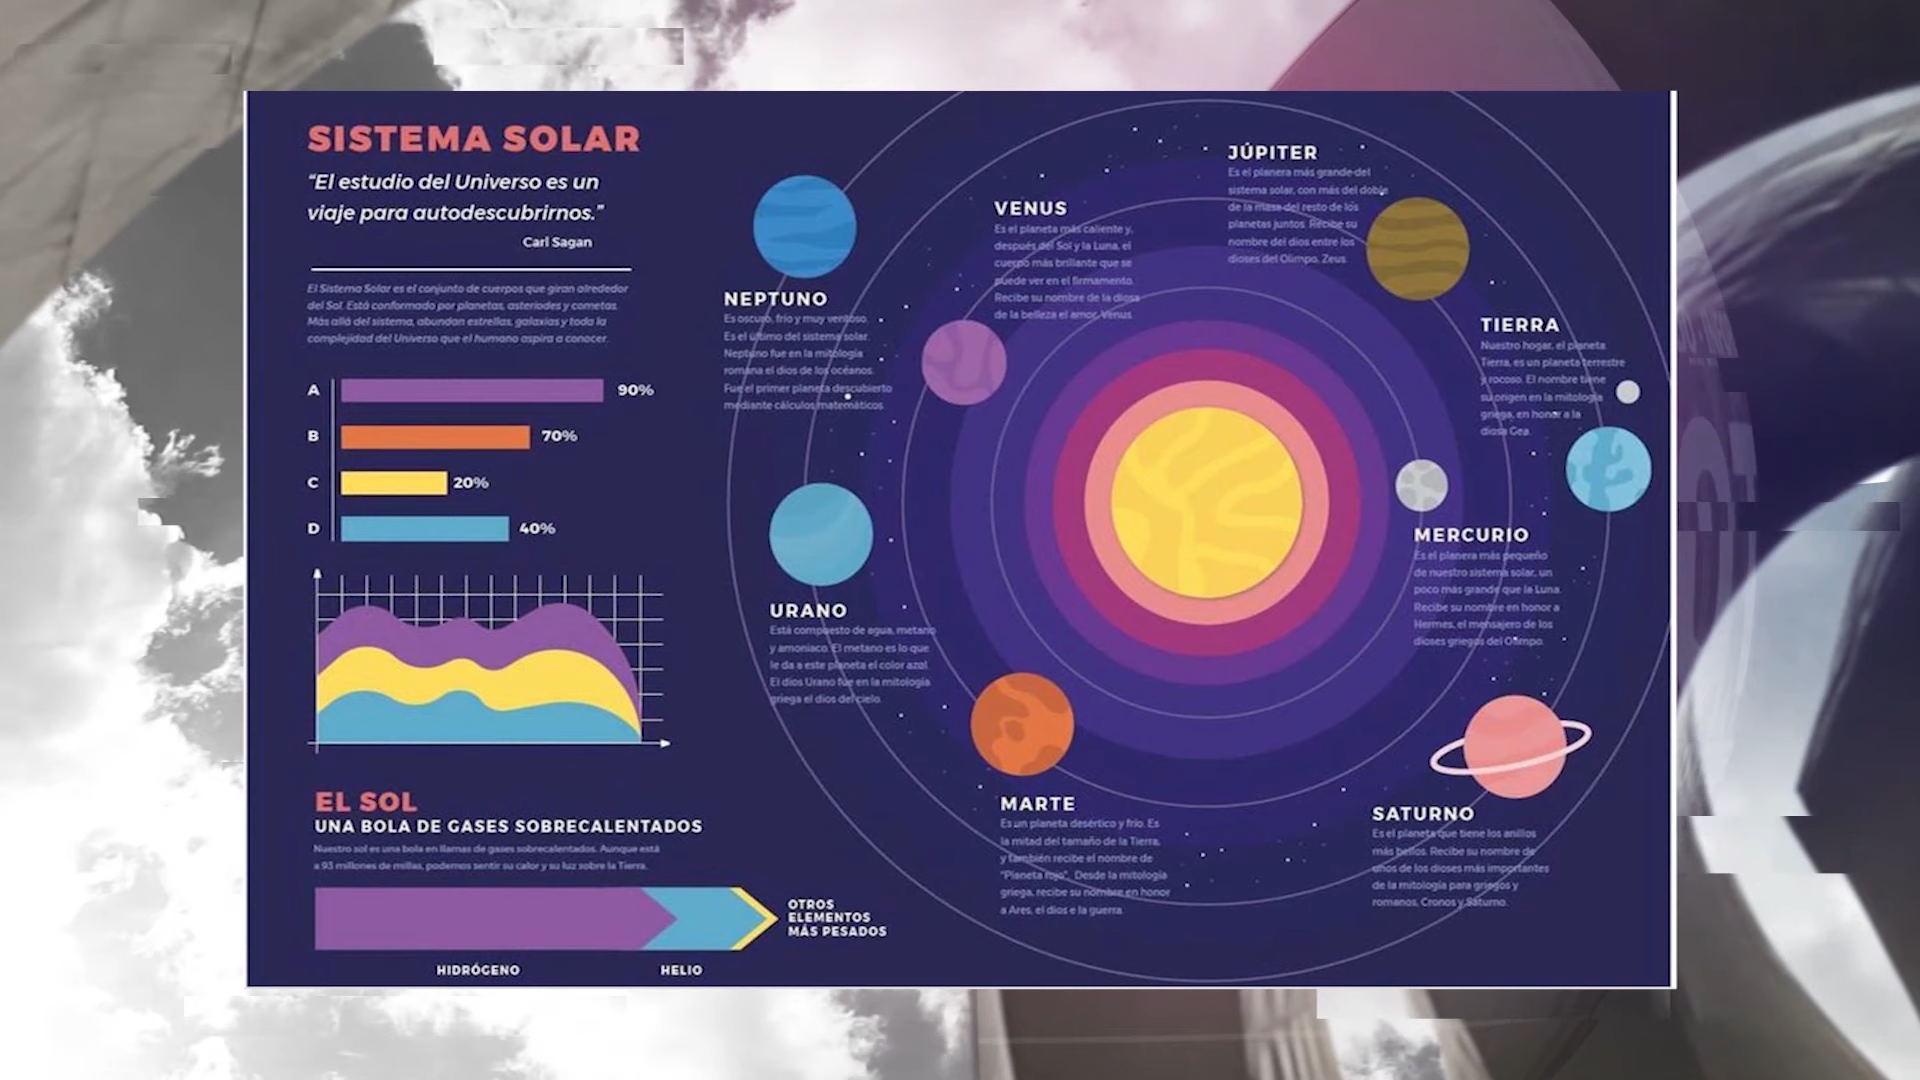 SISTEMA SOLAR
“El estudio del Universo es un
viaje para autodescubrirnos.”
Carl Sagan
El Sistema Solar es el conjunto de cuerpos que giran alrededor
del Sol. Está conformado por planetas, asteriodes y cometas.
Más allá del sistema, abundan estrellas, galaxias y toda la
complejidad del Universo que el humano aspira a conocer.
A 90%
B 70%
C 20%
D 40%
EL SOL
UNA BOLA DE GASES SOBRECALENTADOS
Nuestro sol es una bola en llamas de gases sobrecalentados. Aunque está
a 93 millones de millas, podemos sentir su calor y su luz sobre la Tierra.
OTROS
ELEMENTOS
MÁS PESADOS
HIDRÓGENO
HELIO
NEPTUNO
Es oscuro, frío y muy ventoso.
Es el último del sistema solar.
Neptuno fue en la mitología
romana el dios de los océanos.
Fue el primer planeta descubierto
mediante cálculos matemáticos.
VENUS
Es el planeta más caliente y,
después del Sol y la Luna, el
cuerpo más brillante que se
puede ver en el firmamento.
Recibe su nombre de la diosa
de la belleza el amor, Venus.
JÚPITER
Es el planera más grande del
sistema solar, con más del doble
de la masa del resto de los
planetas juntos. Recibe su
nombre del dios entre los
dioses del Olimpo, Zeus.
TIERRA
Nuestro hogar, el planeta
Tierra, es un planeta terrestre
y rocoso. El nombre tiene
su origen en la mitología
griega, en honor a la
diosa Gea.
URANO
Está compuesto de agua, metano
y amoniaco. El metano es lo que
le da a este planeta el color azul.
El dios Urano fue en la mitología
griega el dios del cielo.
MERCURIO
Es el planera más pequeño
de nuestro sistema solar, un
poco más grande que la Luna.
Recibe su nombre en honor a
Hermes, el mensajero de los
dioses griegos del Olimpo.
MARTE
Es un planeta desértico y frío. Es
la mitad del tamaño de la Tierra,
y también recibe el nombre de
“Planeta rojo”. Desde la mitología
griega, recibe su nombre en honor
a Ares, el dios e la guerra.
SATURNO
Es el planeta que tiene los anillos
más bellos. Recibe su nombre de
unos de los dioses más importantes
de la mitología para griegos y
romanos, Cronos y Saturno.